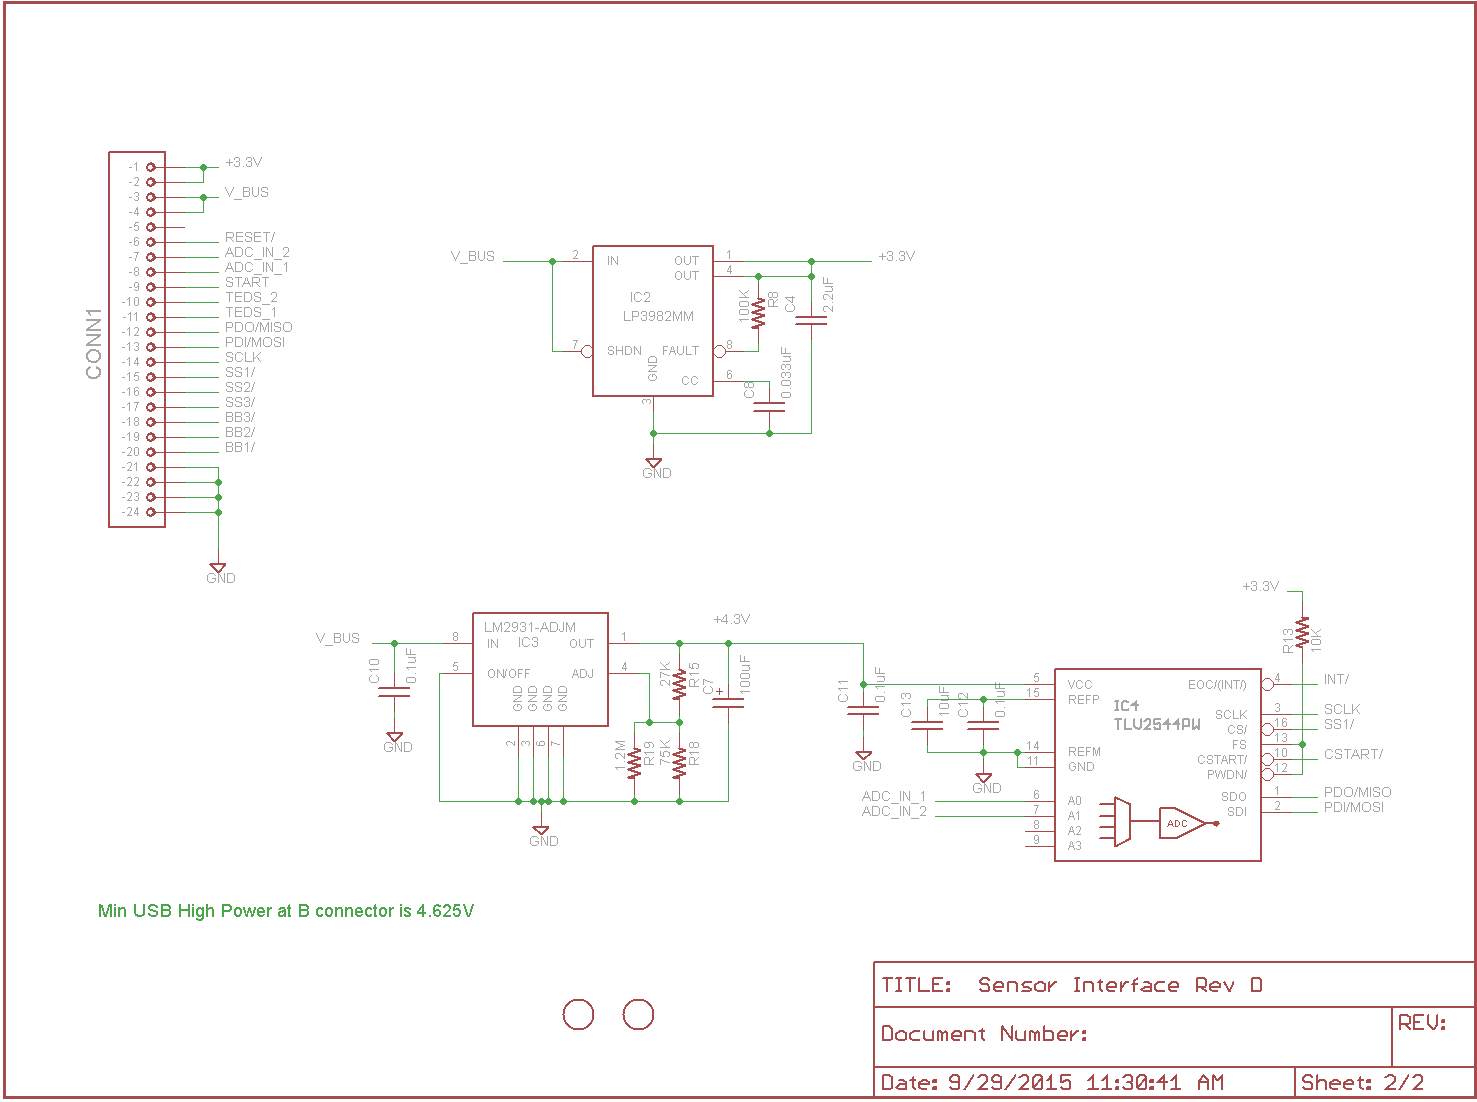 CONN1
-1 +3.3V
-2
-3 V_BUS
-4
-5
-6 RESET/
-7 ADC_IN_2
-8 ADC_IN_1
-9 START
-10 TEDS_2
-11 TEDS_1
-12 PDO/MISO
-13 PDI/MOSI
-14 SCLK
-15 SS1/
-16 SS2/
-17 SS3/
-18 BB3/
-19 BB2/
-20 BB1/
-21
-22
-23
-24
GND
V_BUS 2 IN OUT 1 +3.3V
OUT 4
IC2
LP3982MM
100K R8 C4 2.2uF
7 SHDN FAULT 8
GND
CC 6
C8 0.033uF
3
GND
V_BUS
C10 0.1uF
GND
LM2931-ADJM
8 IN IC3 OUT 1
5 ON/OFF ADJ 4
GND GND GND GND
2 3 6 7
GND
+4.3V
27K R15
C7 + 100uF
1.2M R19
75K R18
C11 0.1uF
GND
C13 10uF
C12 0.1uF
GND
+3.3V
R13 10K
5 VCC EOC/(INT/) 4 INT/
15 REFP
IC4
TLV2544PW
SCLK 3 SCLK
CS/ 16 SS1/
FS 13
14 REFM CSTART/ 10 CSTART/
11 GND PWDN/ 12
ADC_IN_1 6 A0 SDO 1 PDO/MISO
ADC_IN_2 7 A1 SDI 2 PDI/MOSI
8 A2
9 A3
ADC
Min USB High Power at B connector is 4.625V
TITLE: Sensor Interface Rev D
Document Number:
REV:
Date: 9/29/2015 11:30:41 AM
Sheet: 2/2